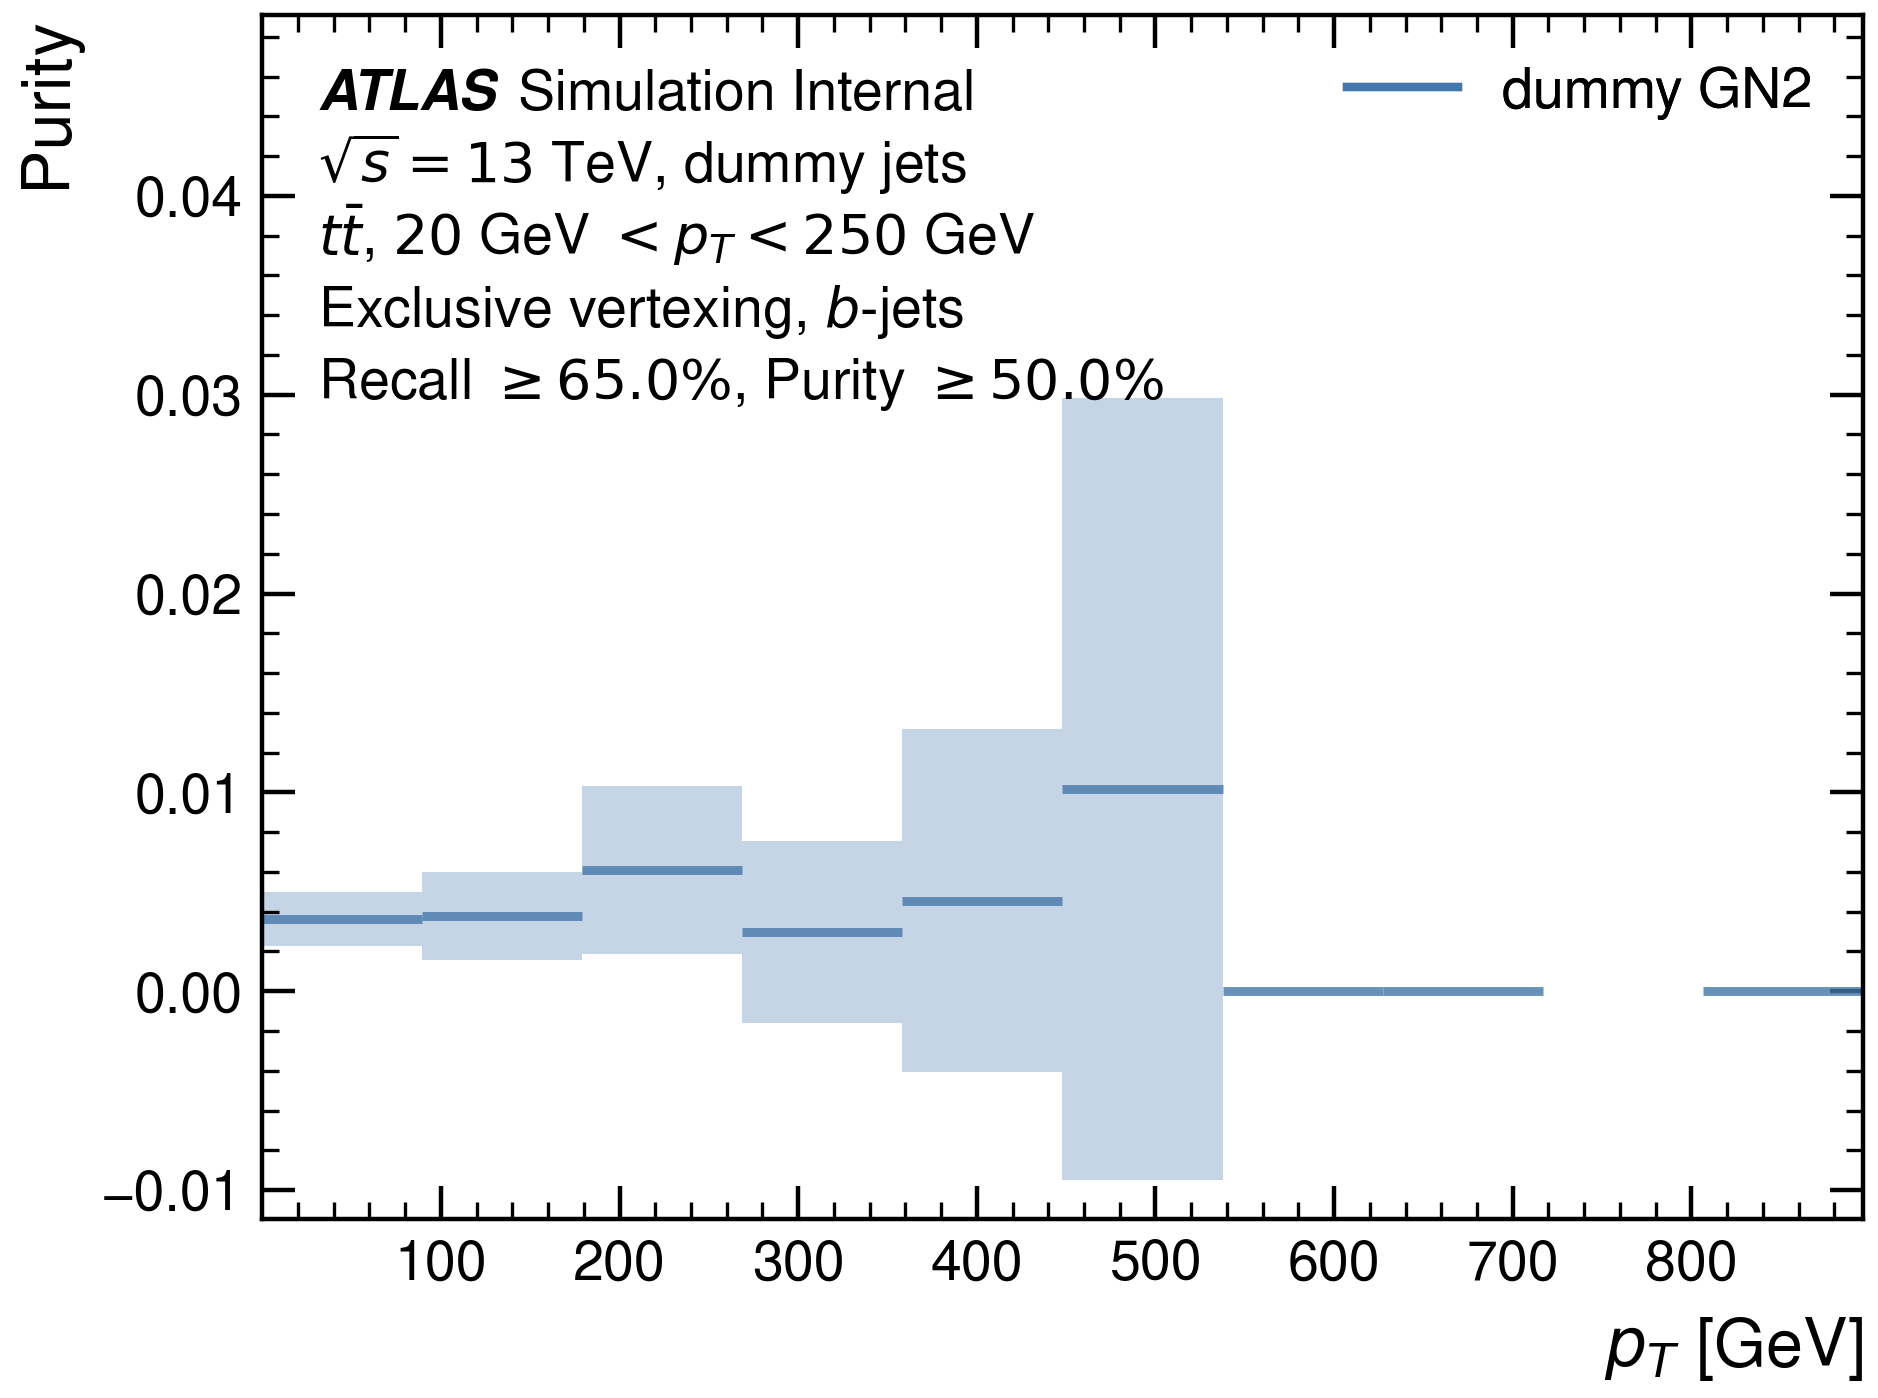 Purity
ATLAS Simulation Internal
√s = 13 TeV, dummy jets
tt̄, 20 GeV < p_T < 250 GeV
Exclusive vertexing, b-jets
Recall ≥ 65.0%, Purity ≥ 50.0%
dummy GN2
0.04
0.03
0.02
0.01
0.00
−0.01
100 200 300 400 500 600 700 800
p_T [GeV]